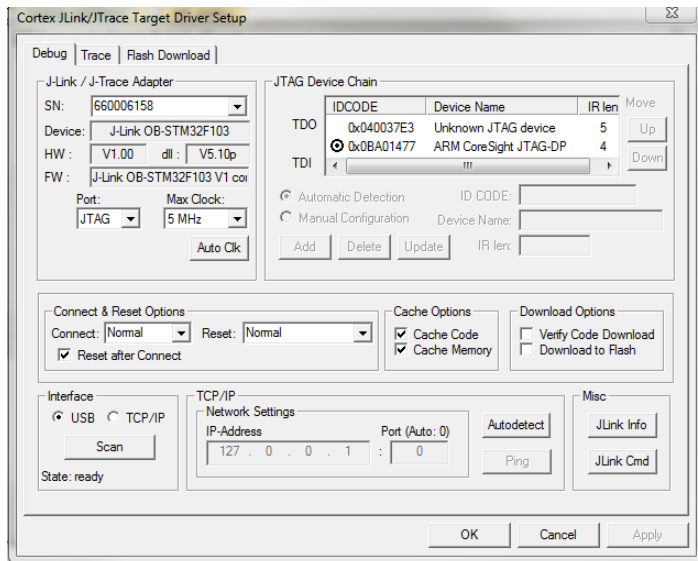 Cortex JLink/JTrace Target Driver Setup
Debug Trace Flash Download
J-Link / J-Trace Adapter
SN: 660006158
Device: J-Link OB-STM32F103
HW : V1.00 dll : V5.10p
FW : J-Link OB-STM32F103 V1 co
Port: Max Clock:
JTAG 5 MHz
Auto Clk
JTAG Device Chain
IDCODE Device Name IR len Move
TDO 0x040037E3 Unknown JTAG device 5 Up
TDI 0x0BA01477 ARM CoreSight JTAG-DP 4 Down
Automatic Detection ID CODE:
Manual Configuration Device Name:
Add Delete Update IR len:
Connect & Reset Options
Connect: Normal Reset: Normal
Reset after Connect
Cache Options
Cache Code
Cache Memory
Download Options
Verify Code Download
Download to Flash
Interface
USB TCP/IP
Scan
State: ready
TCP/IP
Network Settings
IP-Address Port (Auto: 0)
127 . 0 . 0 . 1 : 0
Autodetect
Ping
Misc
JLink Info
JLink Cmd
OK Cancel Apply